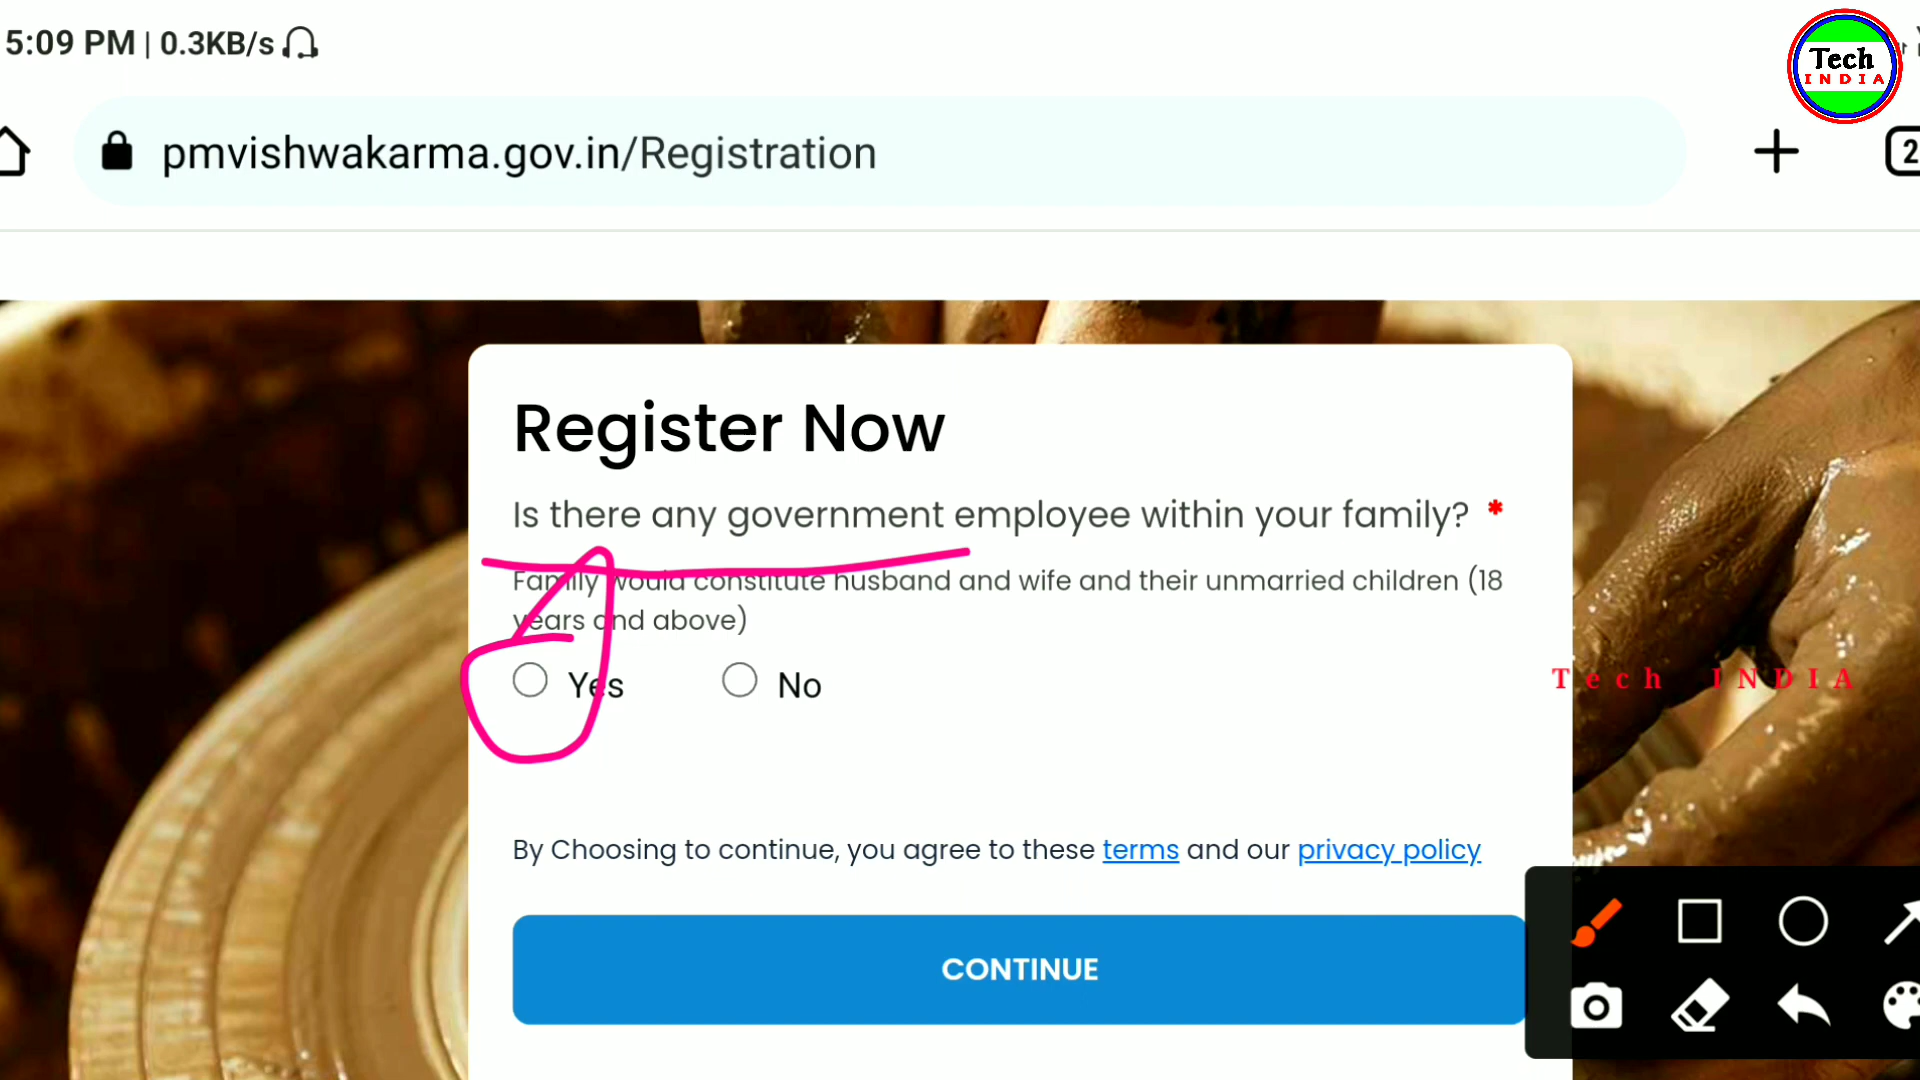 5:09 PM | 0.3KB/s
Tech
INDIA
pmvishwakarma.gov.in/Registration
2
Register Now
Is there any government employee within your family? *
Family would constitute husband and wife and their unmarried children (18
years and above)
Yes
No
Tech INDIA
By Choosing to continue, you agree to these terms and our privacy policy
CONTINUE